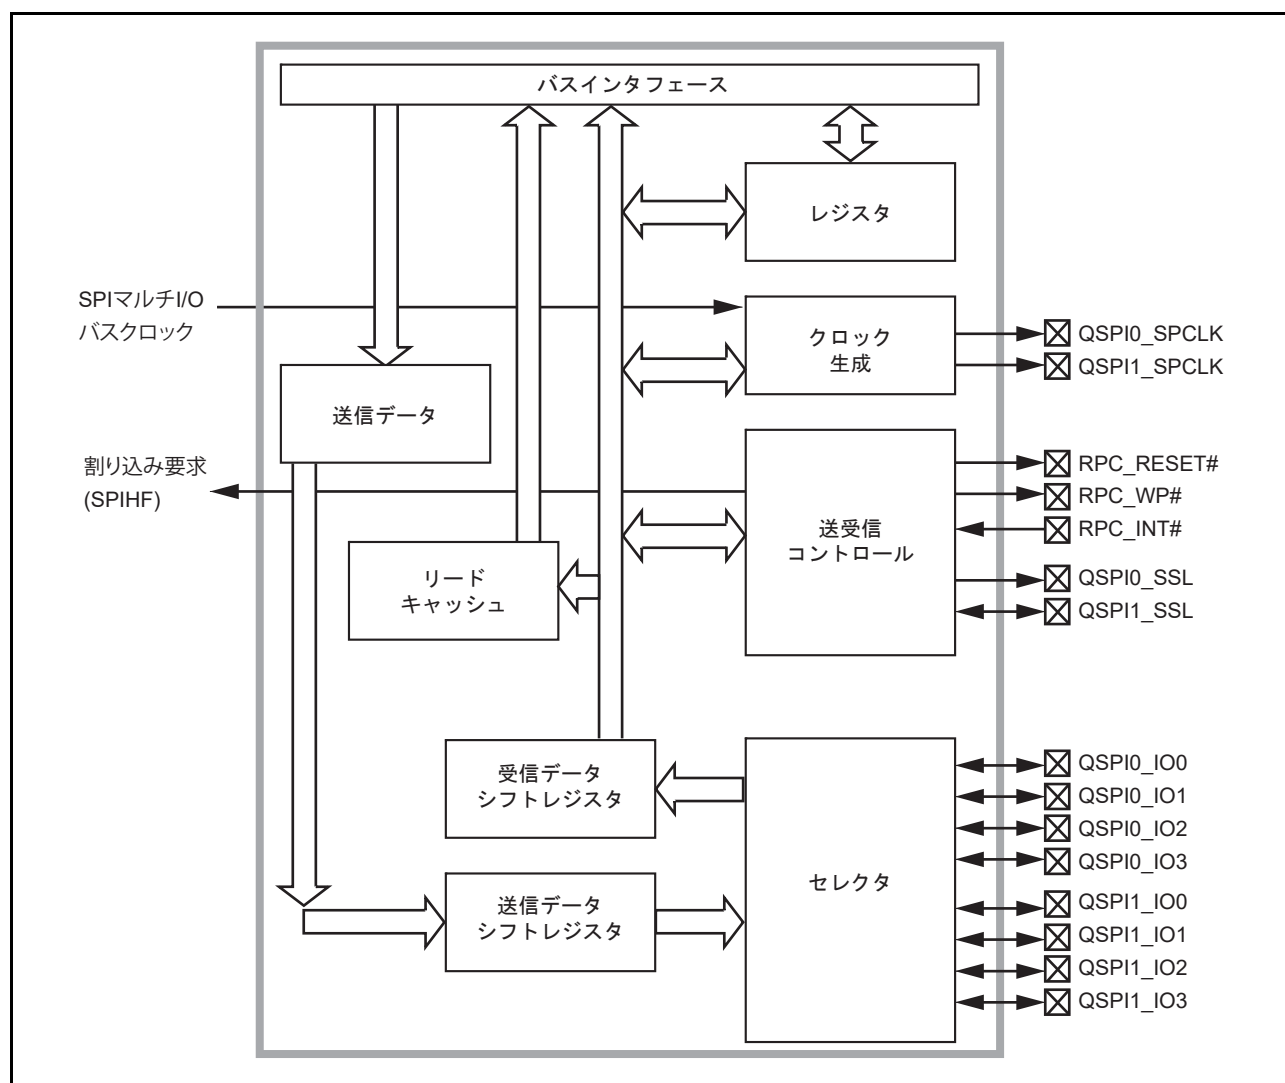 バスインタフェース
レジスタ
SPIマルチI/O
バスクロック
クロック
生成
QSPI0_SPCLK
QSPI1_SPCLK
送信データ
割り込み要求
(SPIHF)
送受信
コントロール
RPC_RESET#
RPC_WP#
RPC_INT#
QSPI0_SSL
QSPI1_SSL
リード
キャッシュ
受信データ
シフトレジスタ
送信データ
シフトレジスタ
セレクタ
QSPI0_IO0
QSPI0_IO1
QSPI0_IO2
QSPI0_IO3
QSPI1_IO0
QSPI1_IO1
QSPI1_IO2
QSPI1_IO3